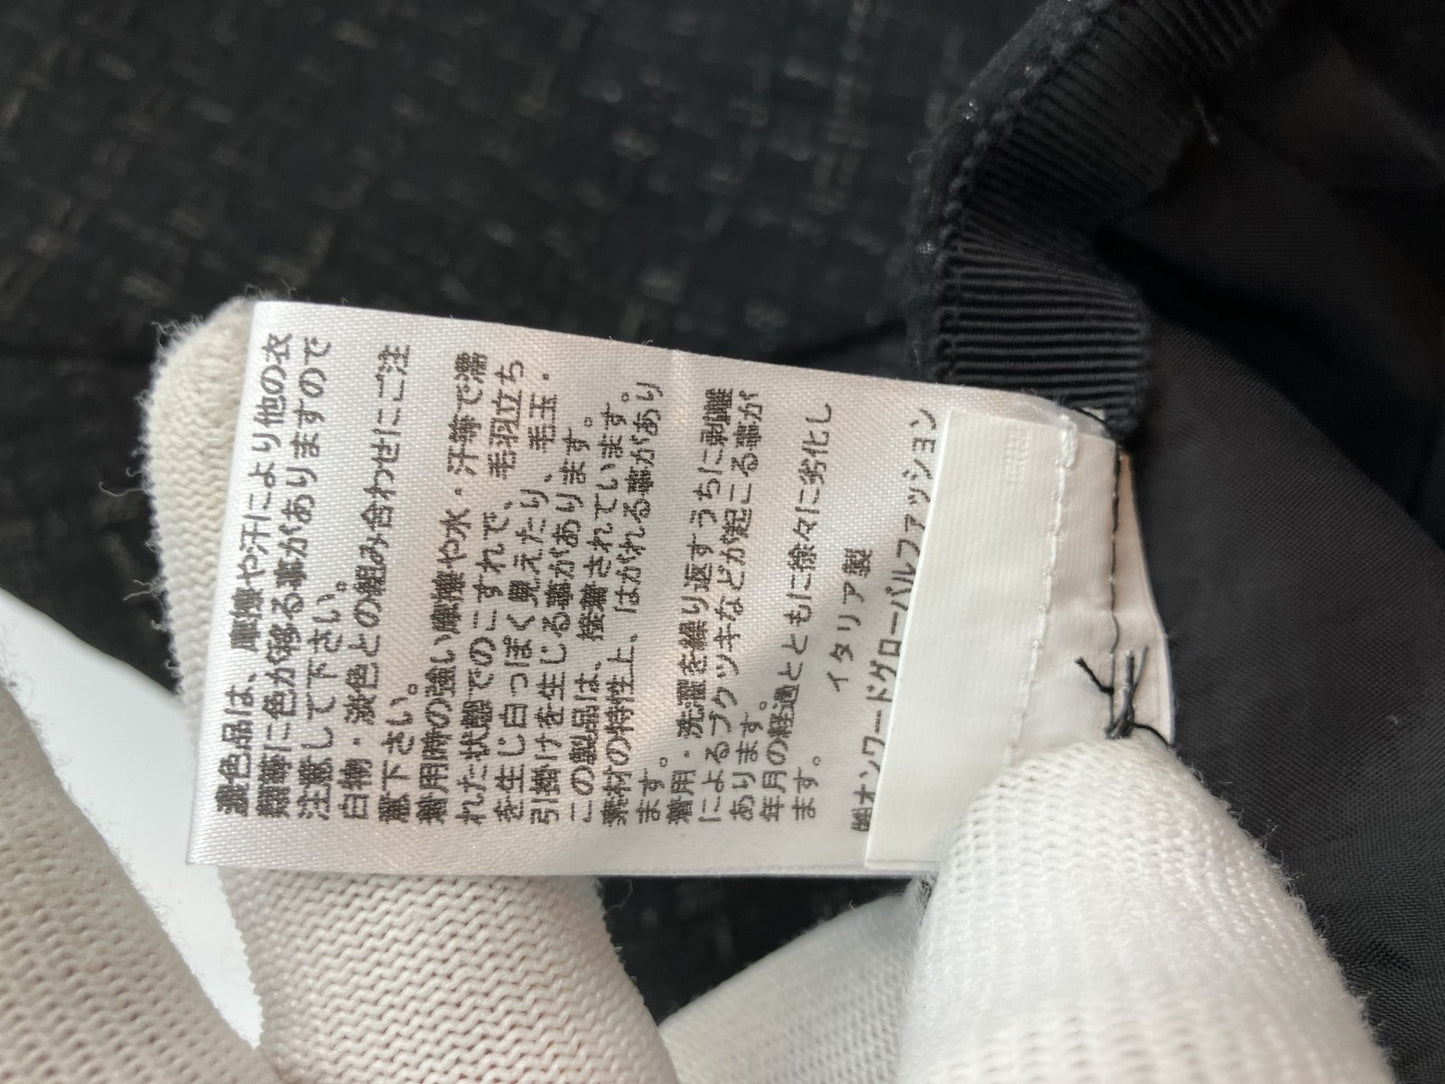 濃色品は、摩擦や汗により他の衣
類等に色が移る事がありますので
注意して下さい。
白物・淡色との組み合わせにご注
意下さい。
着用時の強い摩擦や水・汗等で濡
れた状態でのこすれで、毛羽立ち
を生じ白っぽく見えたり、毛玉・
引掛けを生じる事があります。
この製品は、接着されています。
素材の特性上、はがれる事があり
ます。
着用・洗濯を繰り返すうちに剥離
によるブクツキなどが起こる事が
あります。
年月の経過とともに徐々に劣化し
ます。
イタリア製
㈱オンワードグローバルファッション